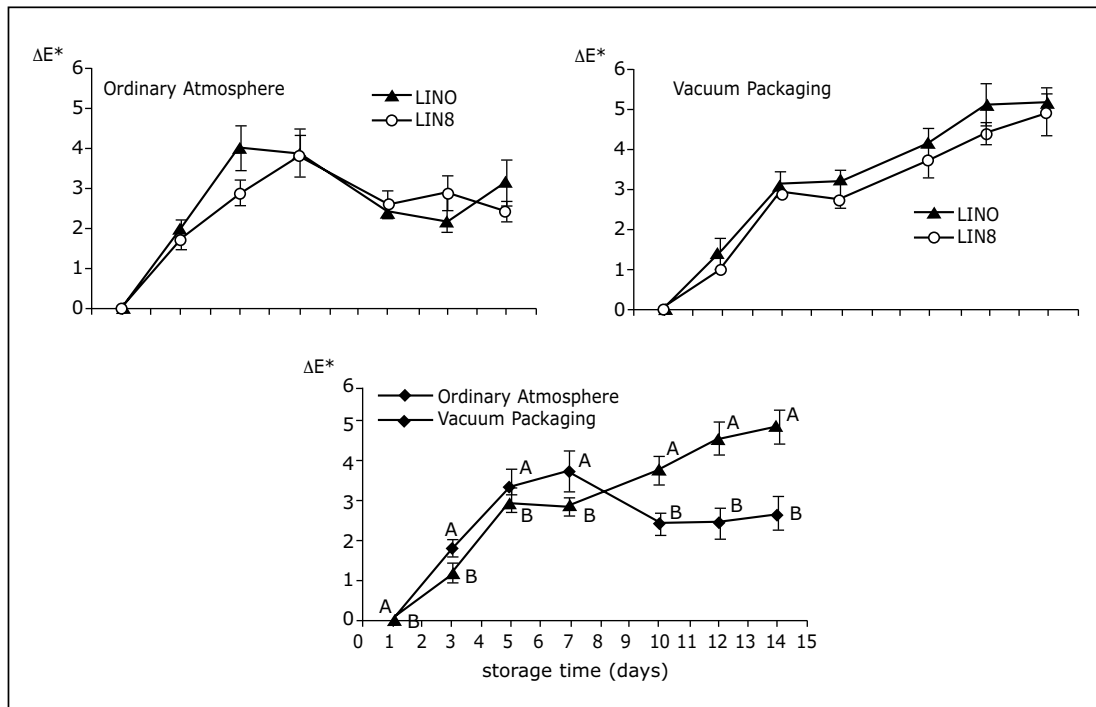 ΔE*
6
5
4
3
2
1
0
Ordinary Atmosphere
LINO
LIN8
ΔE*
6
5
4
3
2
1
0
Vacuum Packaging
LINO
LIN8
ΔE*
6
5
4
3
2
1
0
Ordinary Atmosphere
Vacuum Packaging
A B
A B
A B
A B
A B
A B
A B
0 1 2 3 4 5 6 7 8 9 10 11 12 13 14 15
storage time (days)